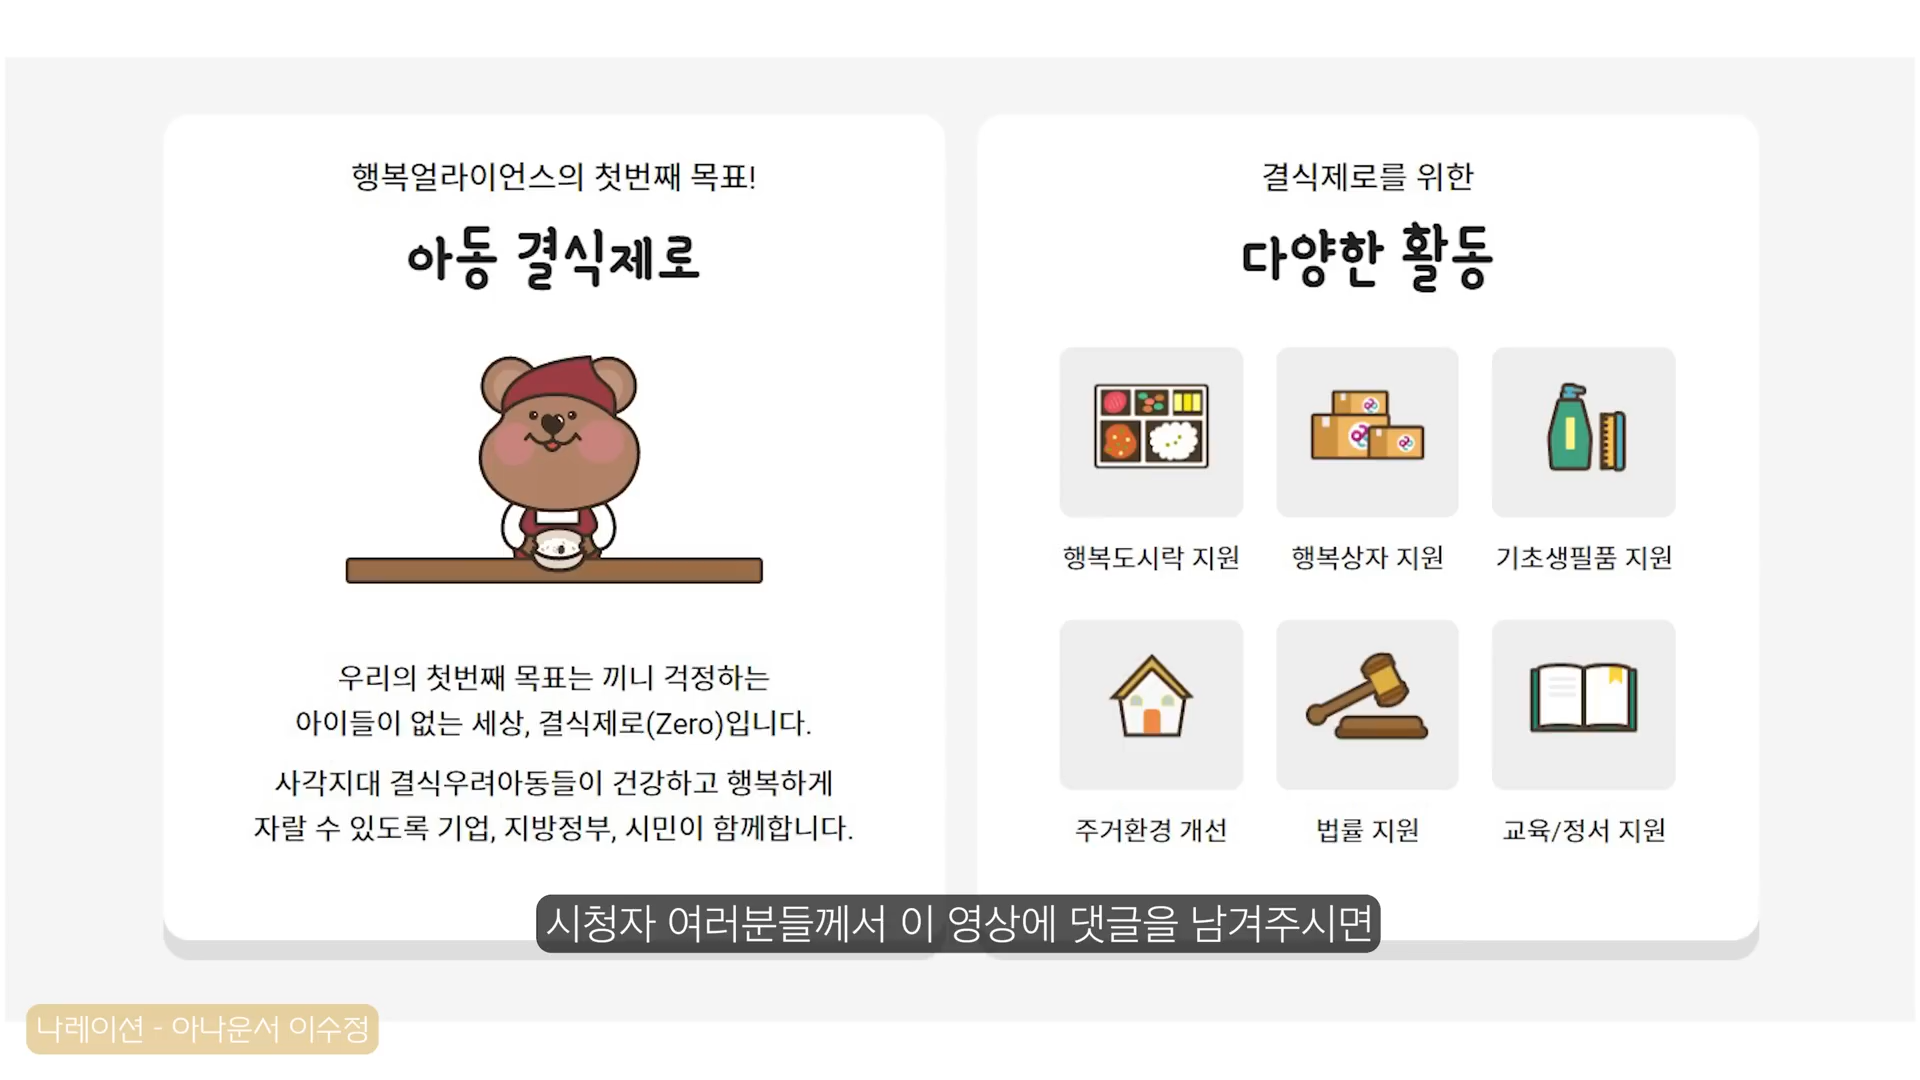 행복얼라이언스의 첫번째 목표!
아동 결식제로
우리의 첫번째 목표는 끼니 걱정하는
아이들이 없는 세상, 결식제로(Zero)입니다.
사각지대 결식우려아동들이 건강하고 행복하게
자랄 수 있도록 기업, 지방정부, 시민이 함께합니다.
결식제로를 위한
다양한 활동
행복도시락 지원
행복상자 지원
기초생필품 지원
주거환경 개선
법률 지원
교육/정서 지원
시청자 여러분들께서 이 영상에 댓글을 남겨주시면
나레이션 - 아나운서 이수정